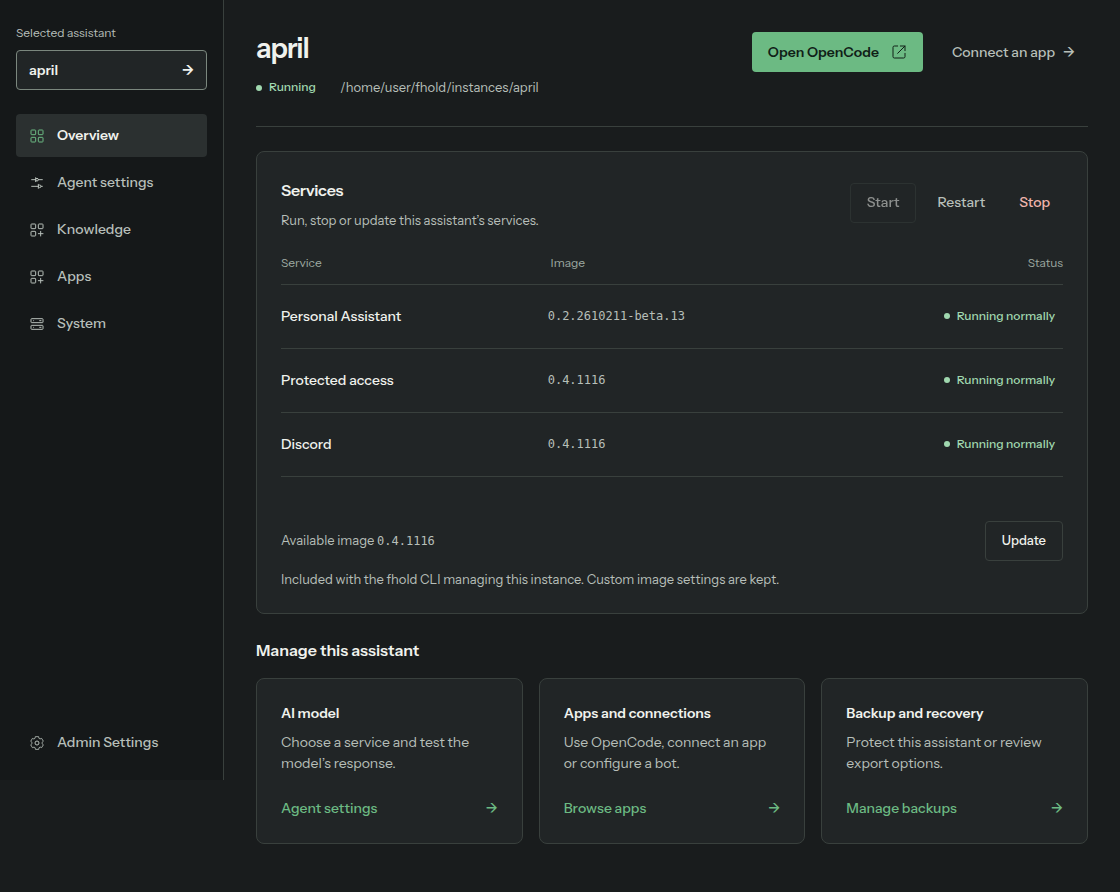 Selected assistant
april
Overview
Agent settings
Knowledge
Apps
System
Admin Settings
april
Running /home/user/fhold/instances/april
Open OpenCode
Connect an app
Services
Run, stop or update this assistant's services.
Start Restart Stop
Service Image Status
Personal Assistant 0.2.2610211-beta.13 Running normally
Protected access 0.4.1116 Running normally
Discord 0.4.1116 Running normally
Available image 0.4.1116
Update
Included with the fhold CLI managing this instance. Custom image settings are kept.
Manage this assistant
AI model
Choose a service and test the
model's response.
Agent settings
Apps and connections
Use OpenCode, connect an app
or configure a bot.
Browse apps
Backup and recovery
Protect this assistant or review
export options.
Manage backups